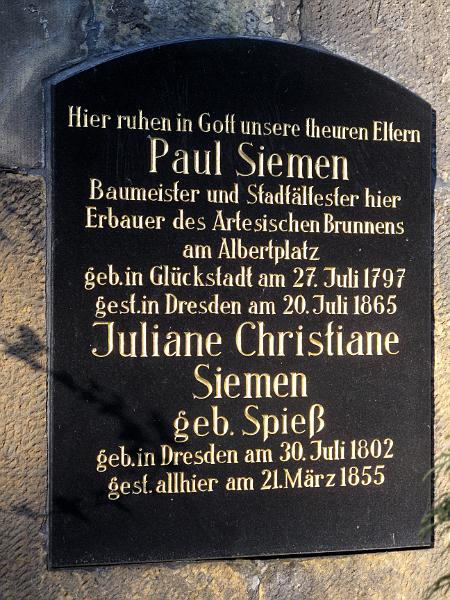 Hier ruhen in Gott unsere theuren Eltern
Paul Siemen
Baumeister und Stadtältester hier
Erbauer des Artesischen Brunnens
am Albertplatz
geb.in Glückstadt am 27. Juli 1797
gest.in Dresden am 20. Juli 1865
Juliane Christiane
Siemen
geb. Spieß
geb.in Dresden am 30. Juli 1802
gest. allhier am 21.März 1855